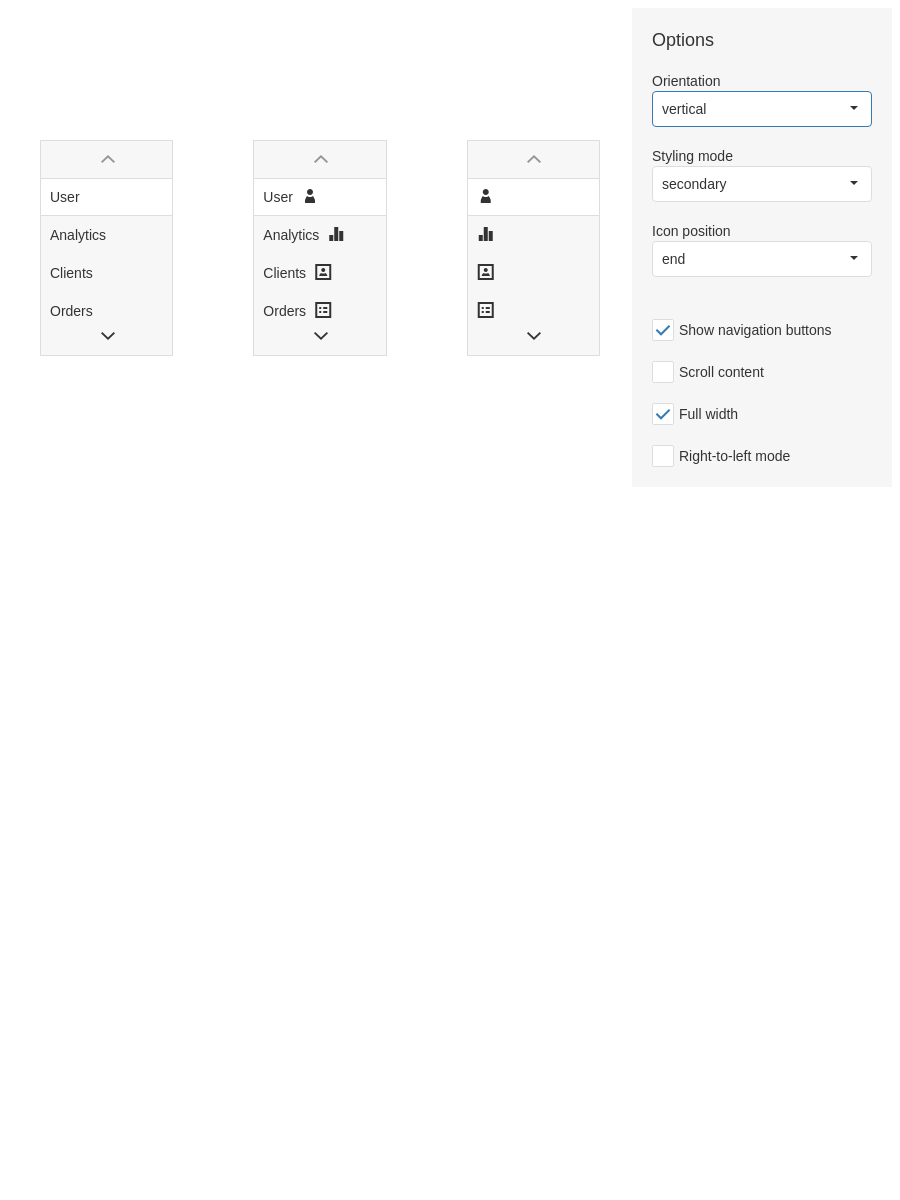 User
Analytics
Clients
Orders
User
Analytics
Clients
Orders
Options
Orientation
vertical
Styling mode
secondary
Icon position
end
Show navigation buttons
Scroll content
Full width
Right-to-left mode